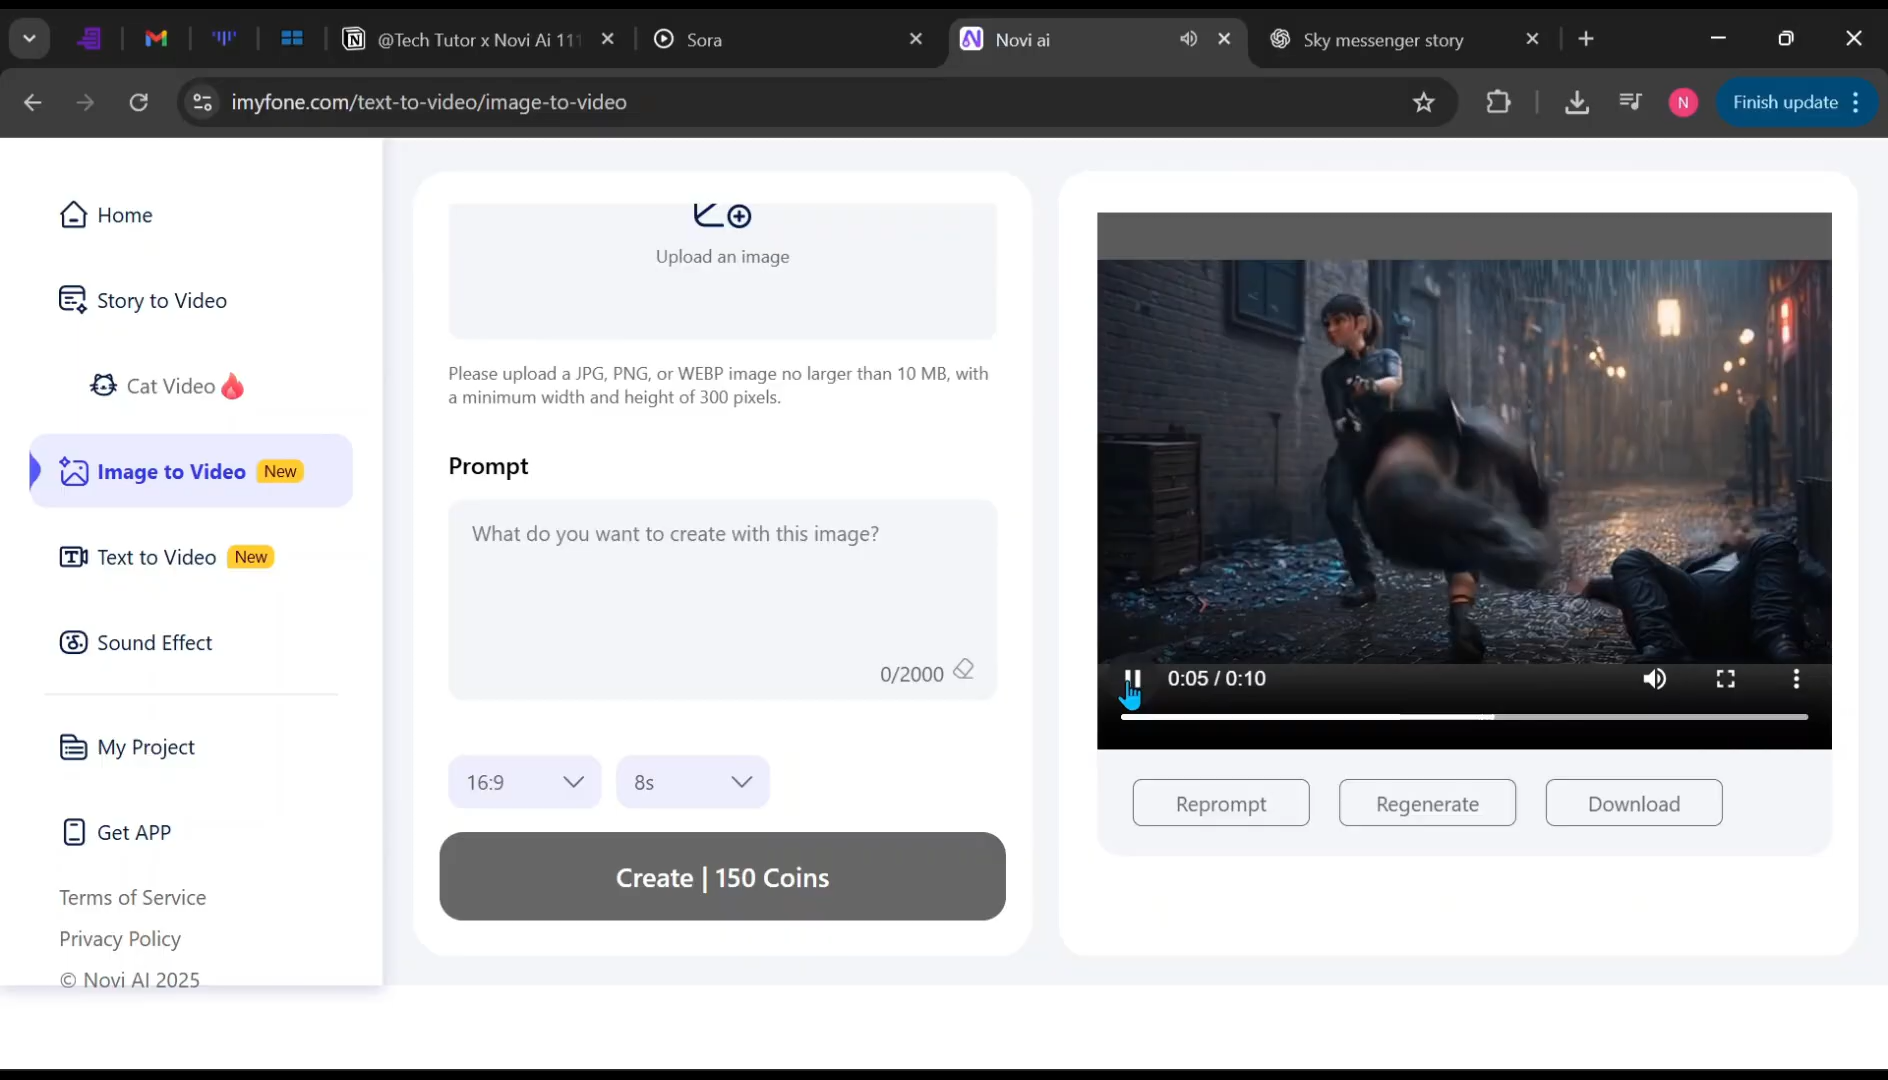 @Tech Tutor x Novi Ai 111
Sora
Novi ai
Sky messenger story
imyfone.com/text-to-video/image-to-video
N
Finish update
Home
Story to Video
Cat Video
Image to Video New
Text to Video New
Sound Effect
My Project
Get APP
Terms of Service
Privacy Policy
© Novi AI 2025
Upload an image
Please upload a JPG, PNG, or WEBP image no larger than 10 MB, with
a minimum width and height of 300 pixels.
Prompt
What do you want to create with this image?
0/2000
16:9
8s
Create | 150 Coins
0:05 / 0:10
Reprompt
Regenerate
Download